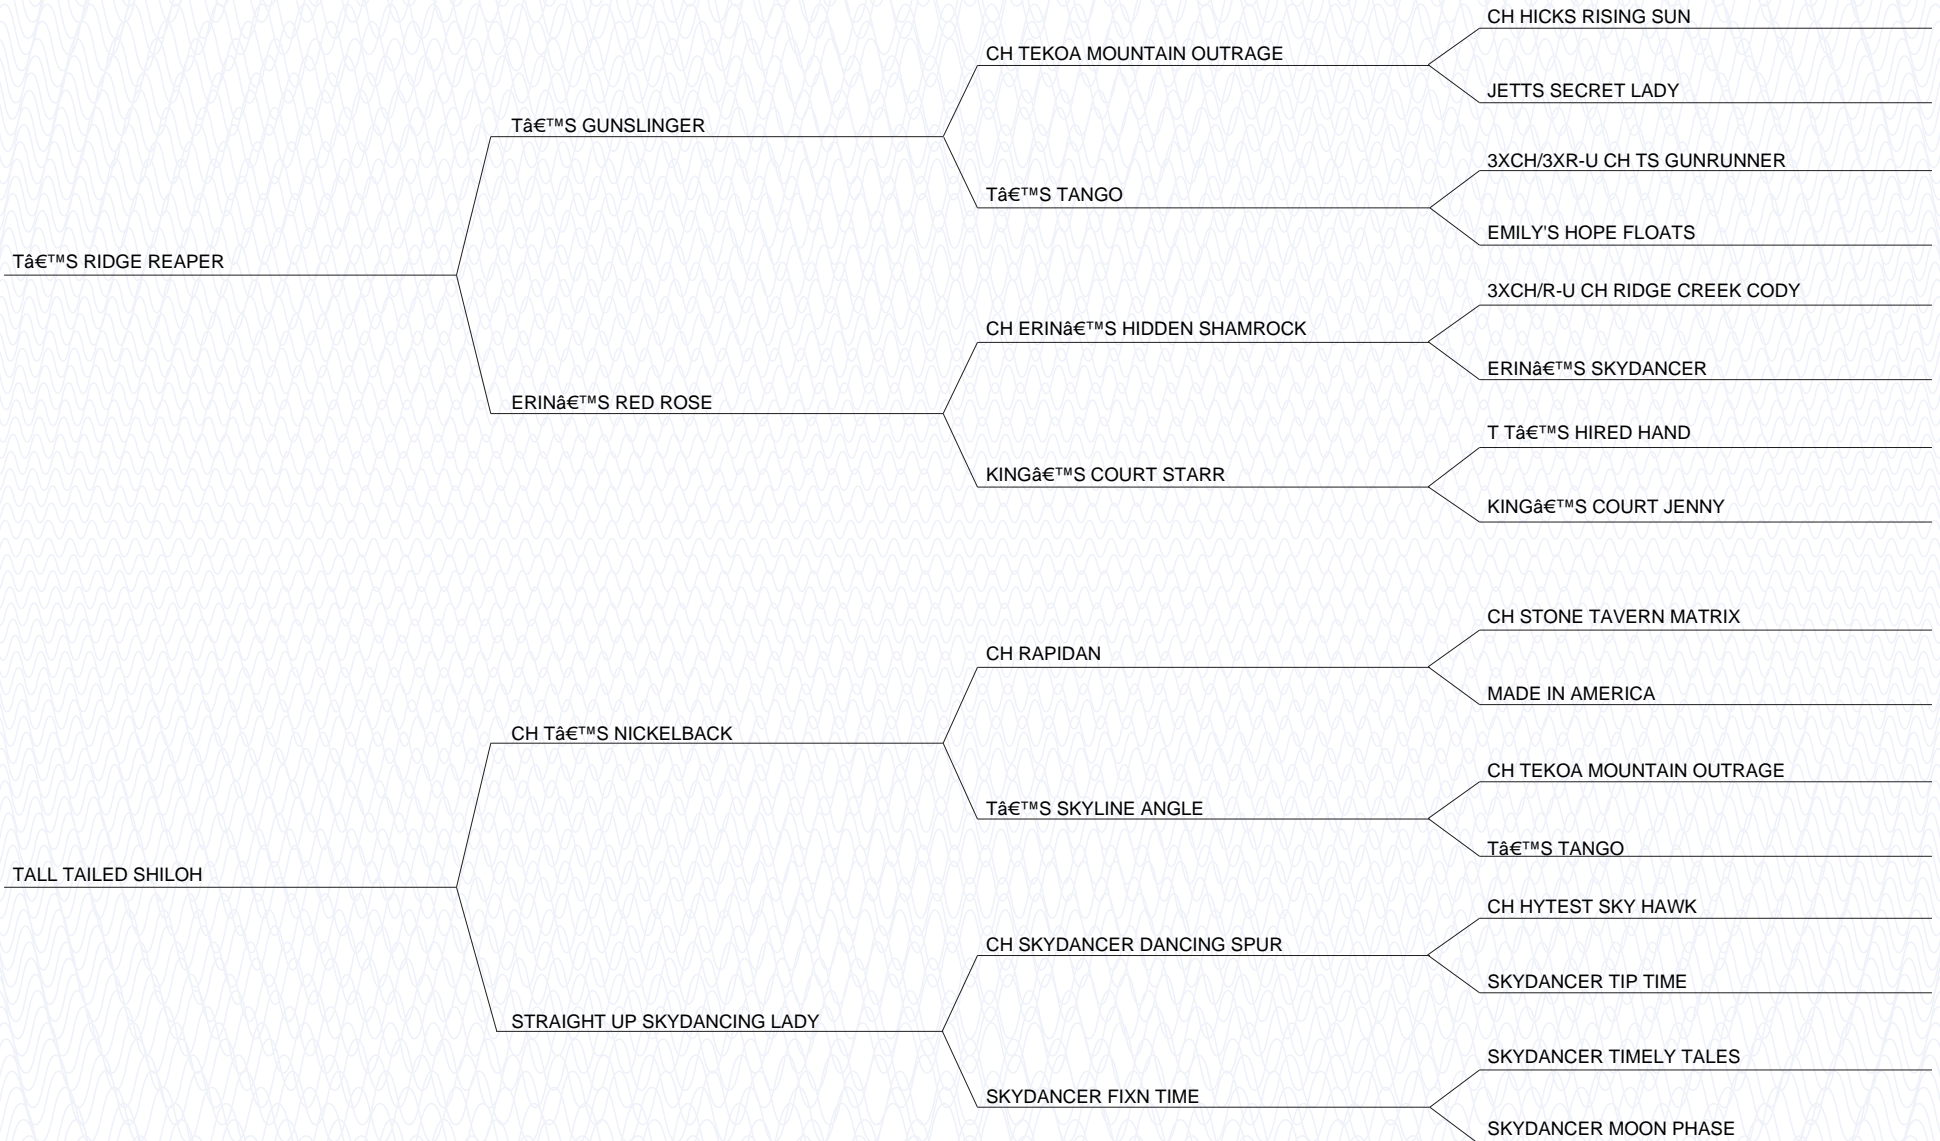 CH HICKS RISING SUN
CH TEKOA MOUNTAIN OUTRAGE
JETTS SECRET LADY
Tâ€™S GUNSLINGER
3XCH/3XR-U CH TS GUNRUNNER
Tâ€™S TANGO
EMILY'S HOPE FLOATS
Tâ€™S RIDGE REAPER
3XCH/R-U CH RIDGE CREEK CODY
CH ERINâ€™S HIDDEN SHAMROCK
ERINâ€™S SKYDANCER
ERINâ€™S RED ROSE
T Tâ€™S HIRED HAND
KINGâ€™S COURT STARR
KINGâ€™S COURT JENNY
CH STONE TAVERN MATRIX
CH RAPIDAN
MADE IN AMERICA
CH Tâ€™S NICKELBACK
CH TEKOA MOUNTAIN OUTRAGE
Tâ€™S SKYLINE ANGLE
Tâ€™S TANGO
TALL TAILED SHILOH
CH HYTEST SKY HAWK
CH SKYDANCER DANCING SPUR
SKYDANCER TIP TIME
STRAIGHT UP SKYDANCING LADY
SKYDANCER TIMELY TALES
SKYDANCER FIXN TIME
SKYDANCER MOON PHASE